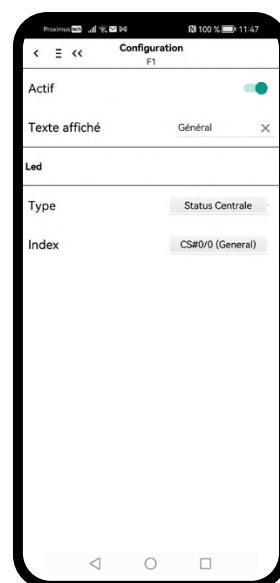 Proximus 100 % 11:47
Configuration
F1
Actif
Texte affiché Général
Led
Type Status Centrale
Index CS#0/0 (General)